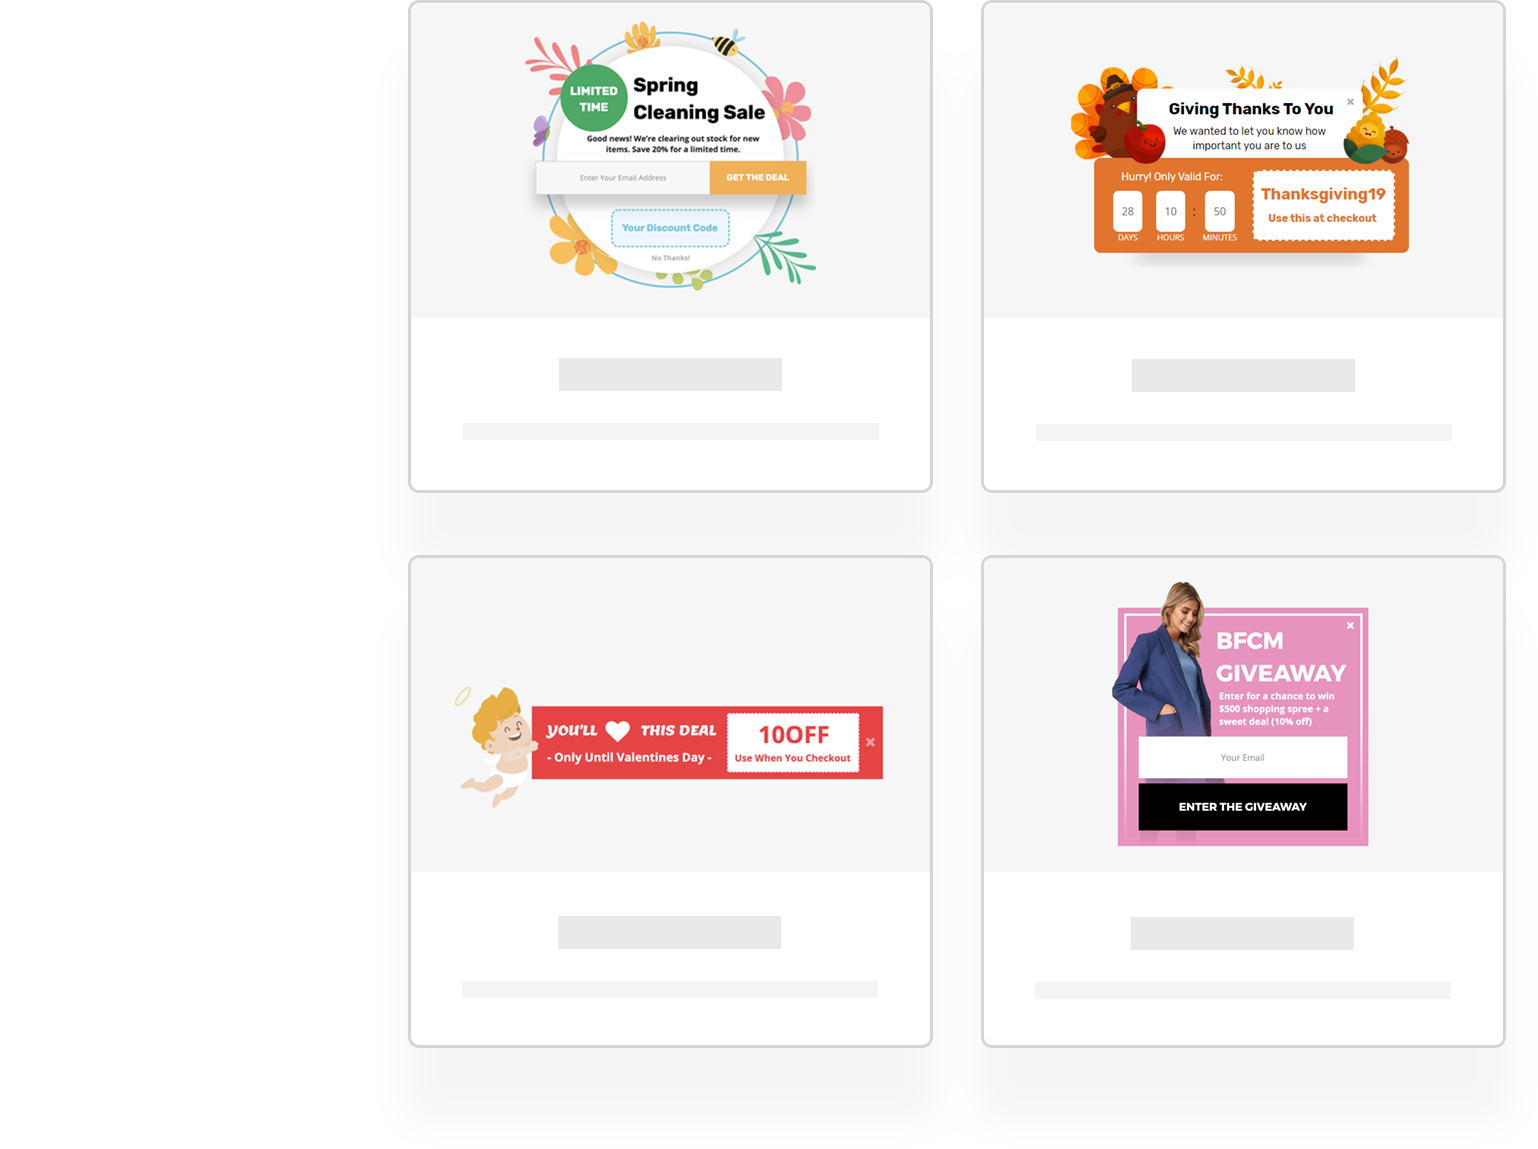 LIMITED
TIME
Spring
Cleaning Sale
Good news! We're clearing out stock for new
items. Save 20% for a limited time.
Enter Your Email Address
GET THE DEAL
Your Discount Code
No Thanks!
Giving Thanks To You
We wanted to let you know how
important you are to us
Hurry! Only Valid For:
28 10 : 50
DAYS HOURS MINUTES
Thanksgiving19
Use this at checkout
YOU'LL THIS DEAL
- Only Until Valentines Day -
10OFF
Use When You Checkout
BFCM
GIVEAWAY
Enter for a chance to win
$500 shopping spree + a
sweet deal (10% off)
Your Email
ENTER THE GIVEAWAY